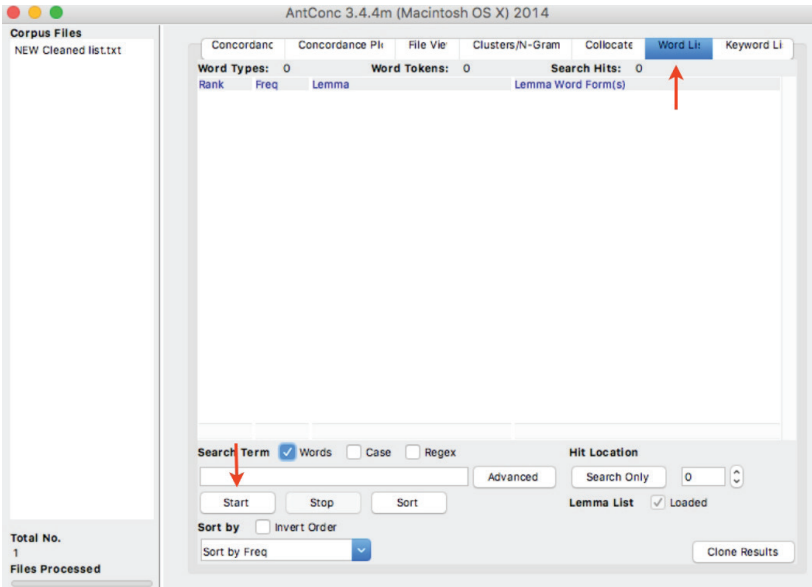 AntConc 3.4.4m (Macintosh OS X) 2014
Corpus Files
NEW Cleaned list.txt
Concordanc Concordance Plo File Vie Clusters/N-Gram Collocate Word Lis Keyword Li
Word Types: 0 Word Tokens: 0 Search Hits: 0
Rank Freq Lemma Lemma Word Form(s)
Search Term Words Case Regex Hit Location
Advanced Search Only 0
Start Stop Sort Lemma List Loaded
Sort by Invert Order
Total No.
1
Sort by Freq Clone Results
Files Processed